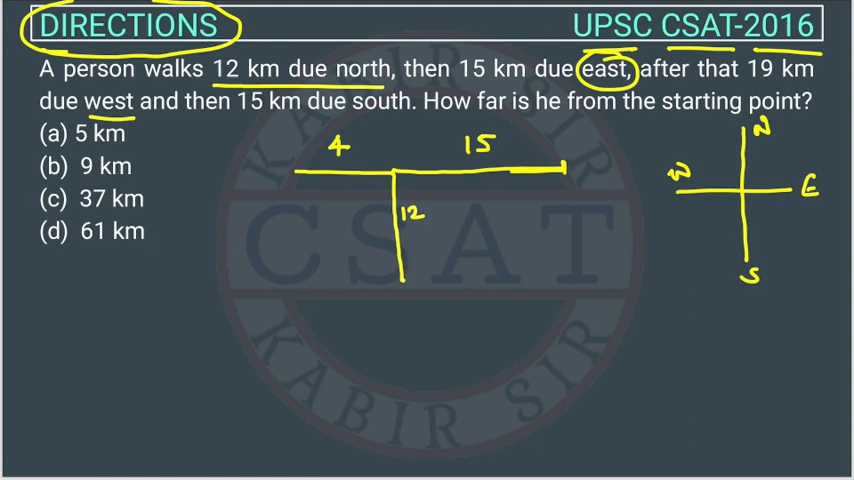 DIRECTIONS
UPSC CSAT-2016
A person walks 12 km due north, then 15 km due east, after that 19 km
due west and then 15 km due south. How far is he from the starting point?
(a) 5 km
(b) 9 km
(c) 37 km
(d) 61 km
4
15
12
N
W
E
S
KABIR SIR
CSAT
KABIR SIR